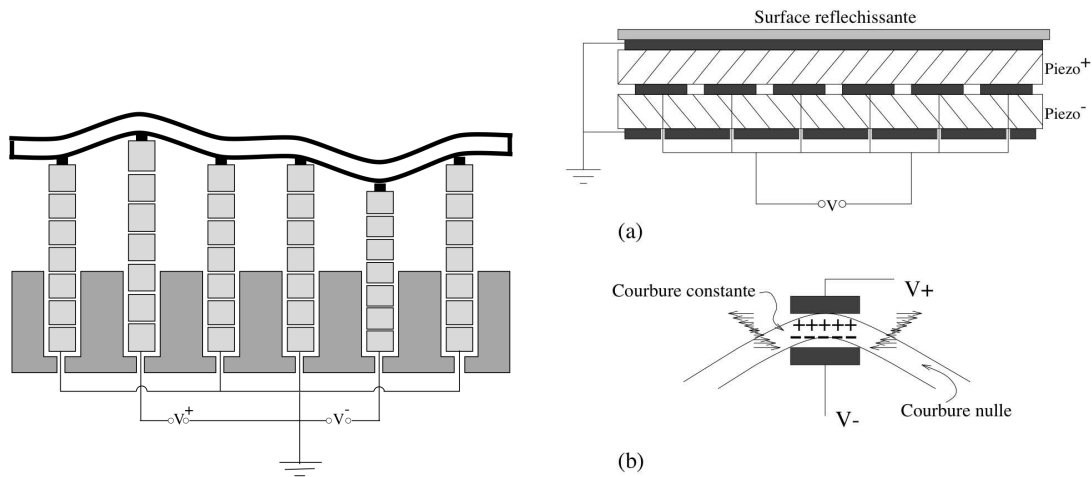 V+
V-
Surface reflechissante
Piezo+
Piezo-
V
(a)
Courbure constante
V+
+++++
-----
Courbure nulle
V-
(b)